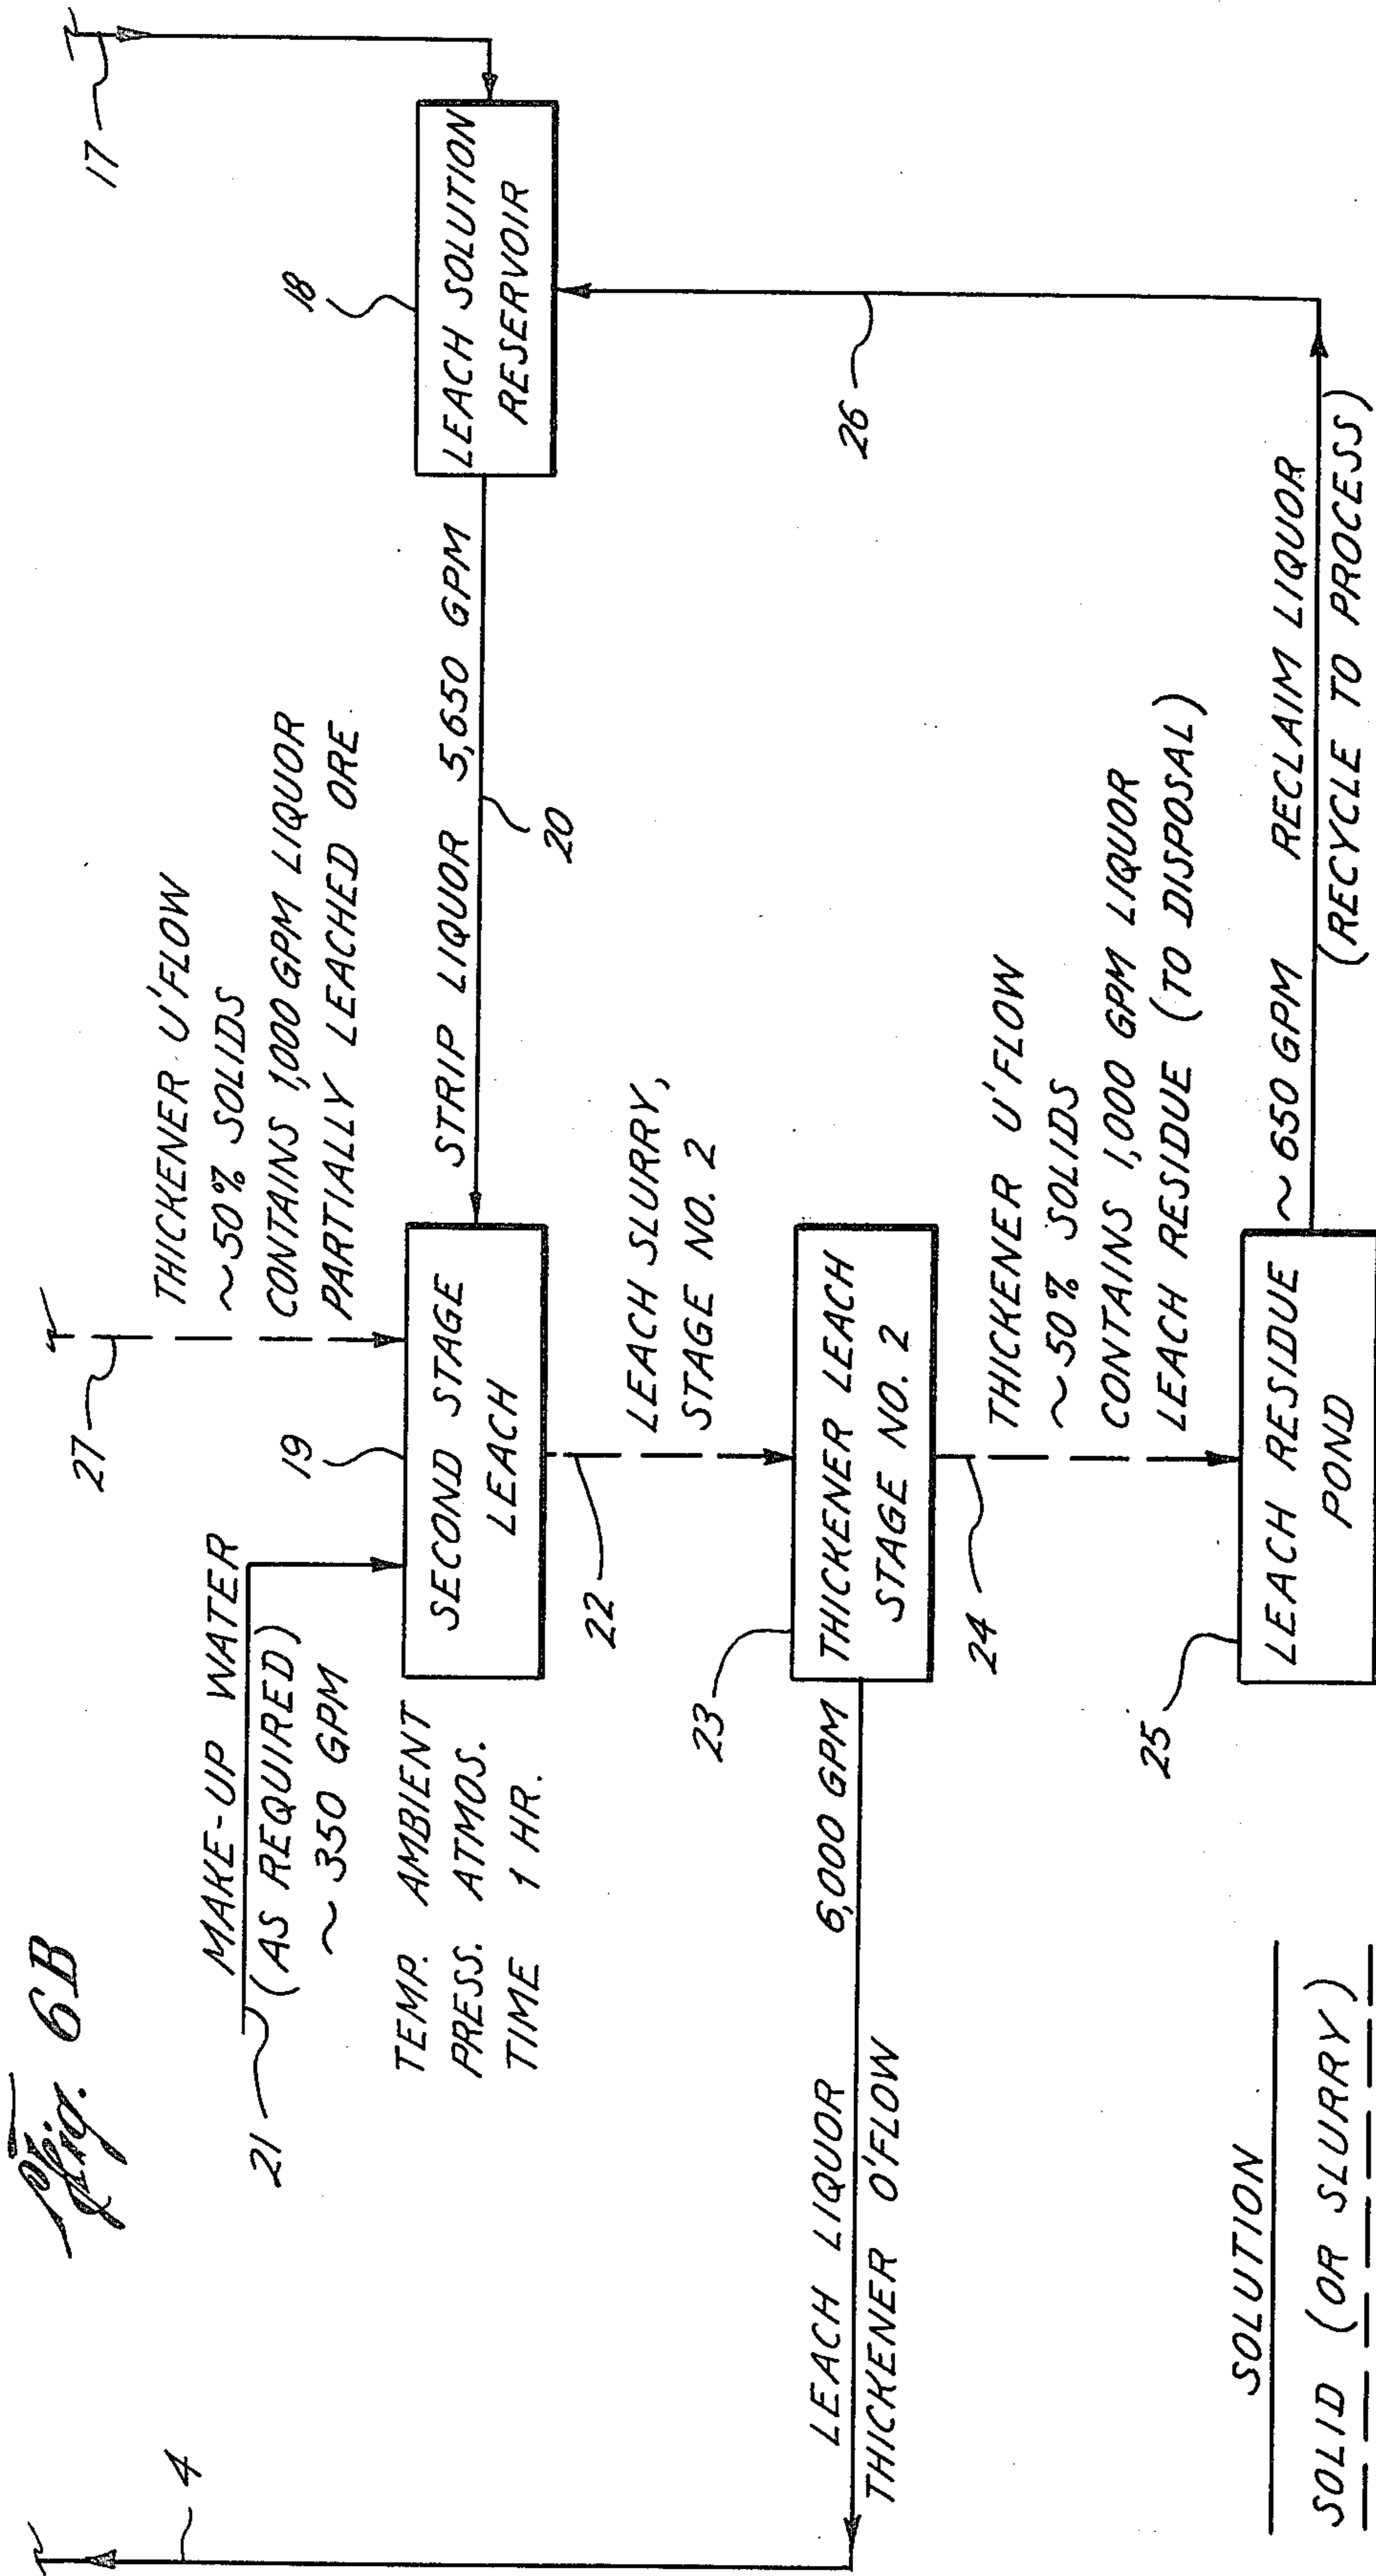 Fig. 6B
4
21
MAKE-UP WATER
(AS REQUIRED)
~ 350 GPM
27
THICKENER U'FLOW
~50% SOLIDS
CONTAINS 1,000 GPM LIQUOR
PARTIALLY LEACHED ORE
17
TEMP. AMBIENT
PRESS. ATMOS.
TIME 1 HR.
19
SECOND STAGE
LEACH
STRIP LIQUOR 5,650 GPM
20
18
LEACH SOLUTION
RESERVOIR
22
LEACH SLURRY,
STAGE NO. 2
26
LEACH LIQUOR 6,000 GPM
THICKENER O'FLOW
23
THICKENER LEACH
STAGE NO. 2
24
THICKENER U'FLOW
~50% SOLIDS
CONTAINS 1,000 GPM LIQUOR
LEACH RESIDUE (TO DISPOSAL)
25
LEACH RESIDUE
POND
~650 GPM RECLAIM LIQUOR
(RECYCLE TO PROCESS)
SOLUTION
SOLID (OR SLURRY)